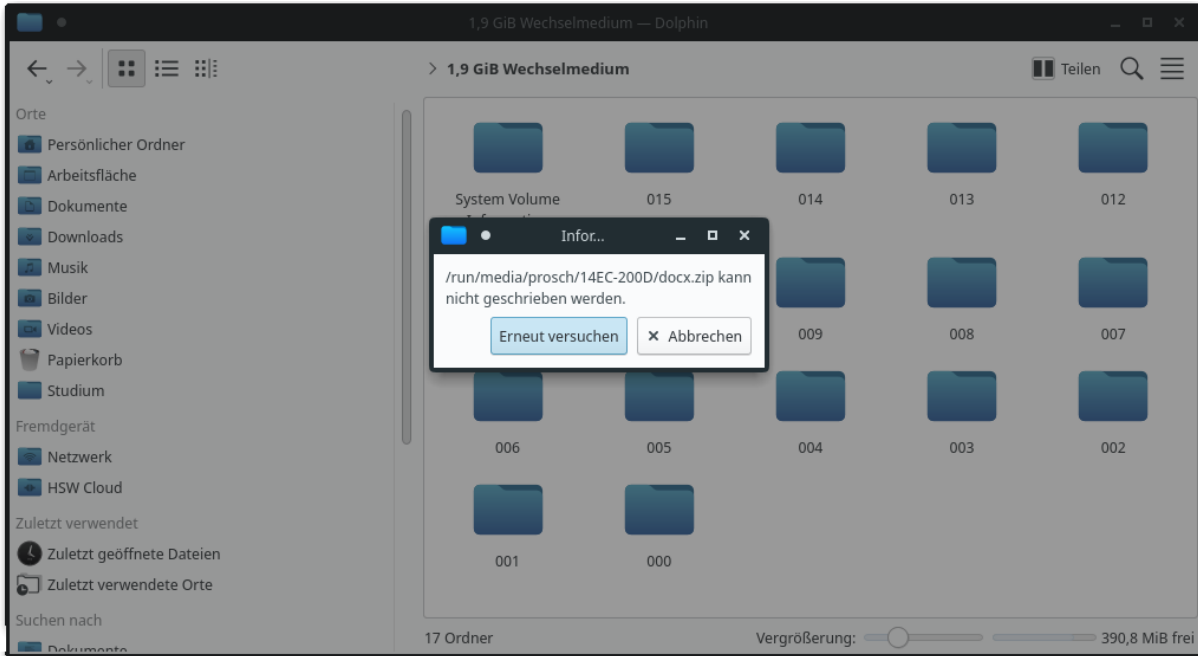 1,9 GiB Wechselmedium — Dolphin
1,9 GiB Wechselmedium
Teilen
Orte
Persönlicher Ordner
Arbeitsfläche
Dokumente
Downloads
Musik
Bilder
Videos
Papierkorb
Studium
Fremdgerät
Netzwerk
HSW Cloud
Zuletzt verwendet
Zuletzt geöffnete Dateien
Zuletzt verwendete Orte
Suchen nach
Dokumente
System Volume
015
014
013
012
Infor...
/run/media/prosch/14EC-200D/docx.zip kann
nicht geschrieben werden.
Erneut versuchen
Abbrechen
009
008
007
006
005
004
003
002
001
000
17 Ordner
Vergrößerung:
390,8 MiB frei